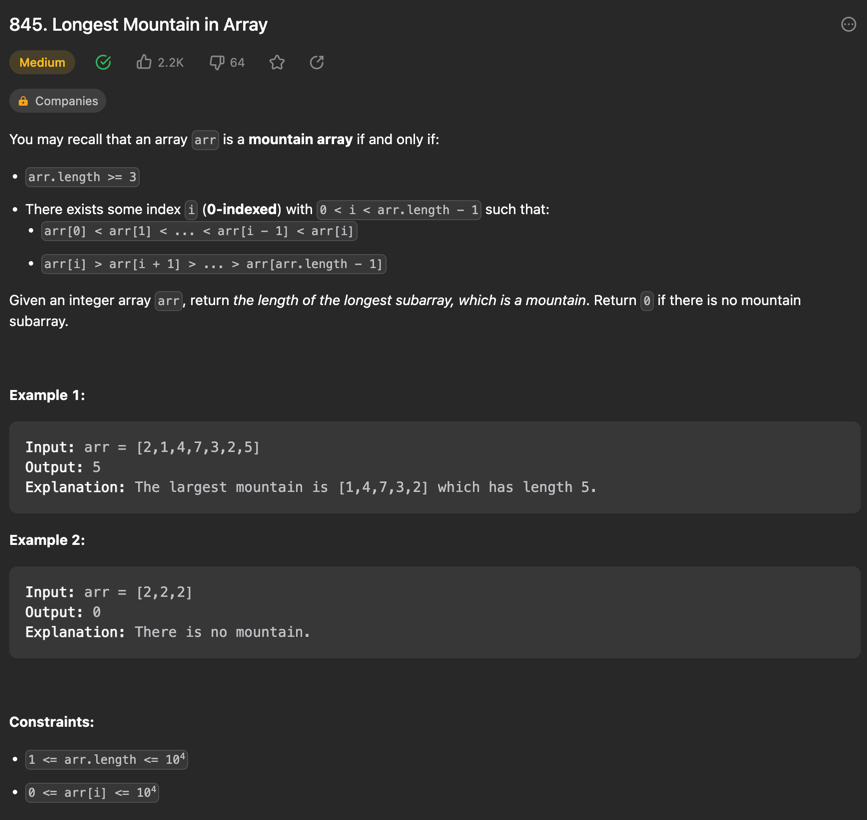 845. Longest Mountain in Array
Medium 2.2K 64
Companies
You may recall that an array arr is a mountain array if and only if:
• arr.length >= 3
• There exists some index i (0-indexed) with 0 < i < arr.length - 1 such that:
• arr[0] < arr[1] < ... < arr[i - 1] < arr[i]
• arr[i] > arr[i + 1] > ... > arr[arr.length - 1]
Given an integer array arr, return the length of the longest subarray, which is a mountain. Return 0 if there is no mountain
subarray.
Example 1:
Input: arr = [2,1,4,7,3,2,5]
Output: 5
Explanation: The largest mountain is [1,4,7,3,2] which has length 5.
Example 2:
Input: arr = [2,2,2]
Output: 0
Explanation: There is no mountain.
Constraints:
• 1 <= arr.length <= 10⁴
• 0 <= arr[i] <= 10⁴